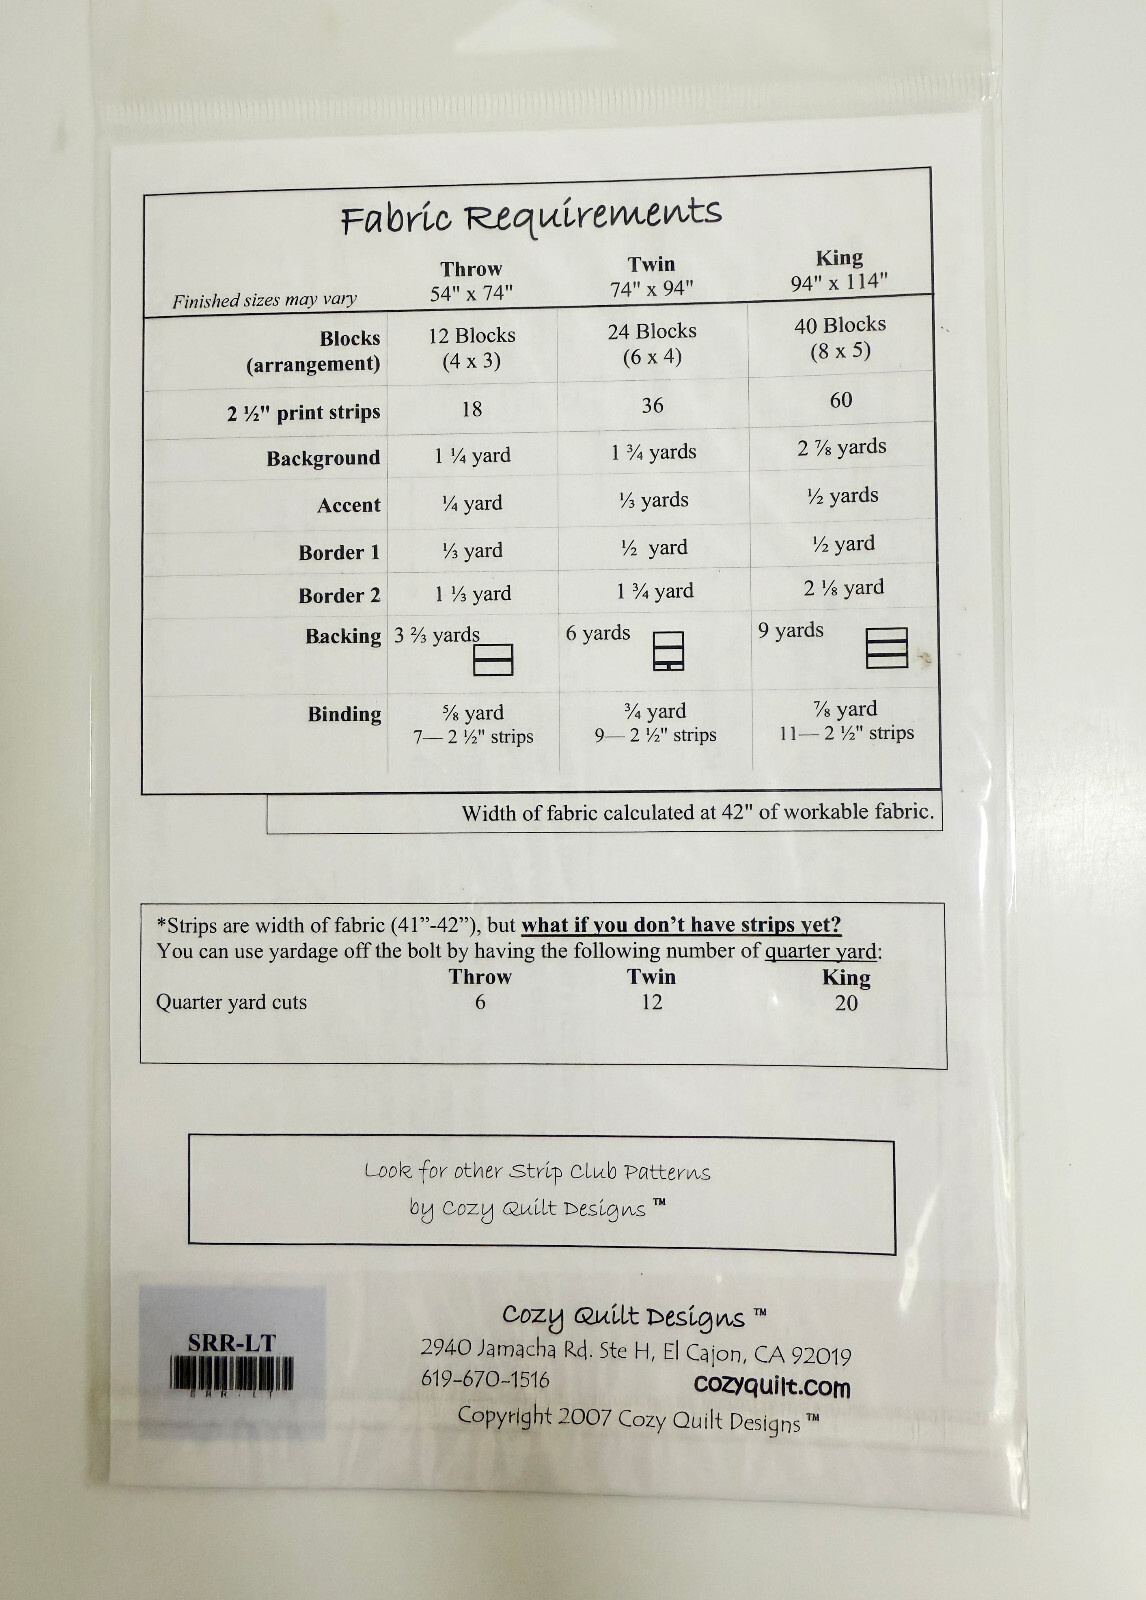 Fabric Requirements
Throw Twin King
Finished sizes may vary 54" x 74" 74" x 94" 94" x 114"
Blocks 12 Blocks 24 Blocks 40 Blocks
(arrangement) (4 x 3) (6 x 4) (8 x 5)
2 ½" print strips 18 36 60
Background 1 ¼ yard 1 ¾ yards 2 ⅞ yards
Accent ¼ yard ⅓ yards ½ yards
Border 1 ⅓ yard ½ yard ½ yard
Border 2 1 ⅓ yard 1 ¾ yard 2 ⅛ yard
Backing 3 ⅔ yards 6 yards 9 yards
Binding ⅝ yard ¾ yard ⅞ yard
7— 2 ½" strips 9— 2 ½" strips 11— 2 ½" strips
Width of fabric calculated at 42" of workable fabric.
*Strips are width of fabric (41”-42”), but what if you don’t have strips yet?
You can use yardage off the bolt by having the following number of quarter yard:
Throw Twin King
Quarter yard cuts 6 12 20
Look for other Strip Club Patterns
by Cozy Quilt Designs ™
SRR-LT
S R R - L T
Cozy Quilt Designs ™
2940 Jamacha Rd. Ste H, El Cajon, CA 92019
619-670-1516 cozyquilt.com
Copyright 2007 Cozy Quilt Designs ™